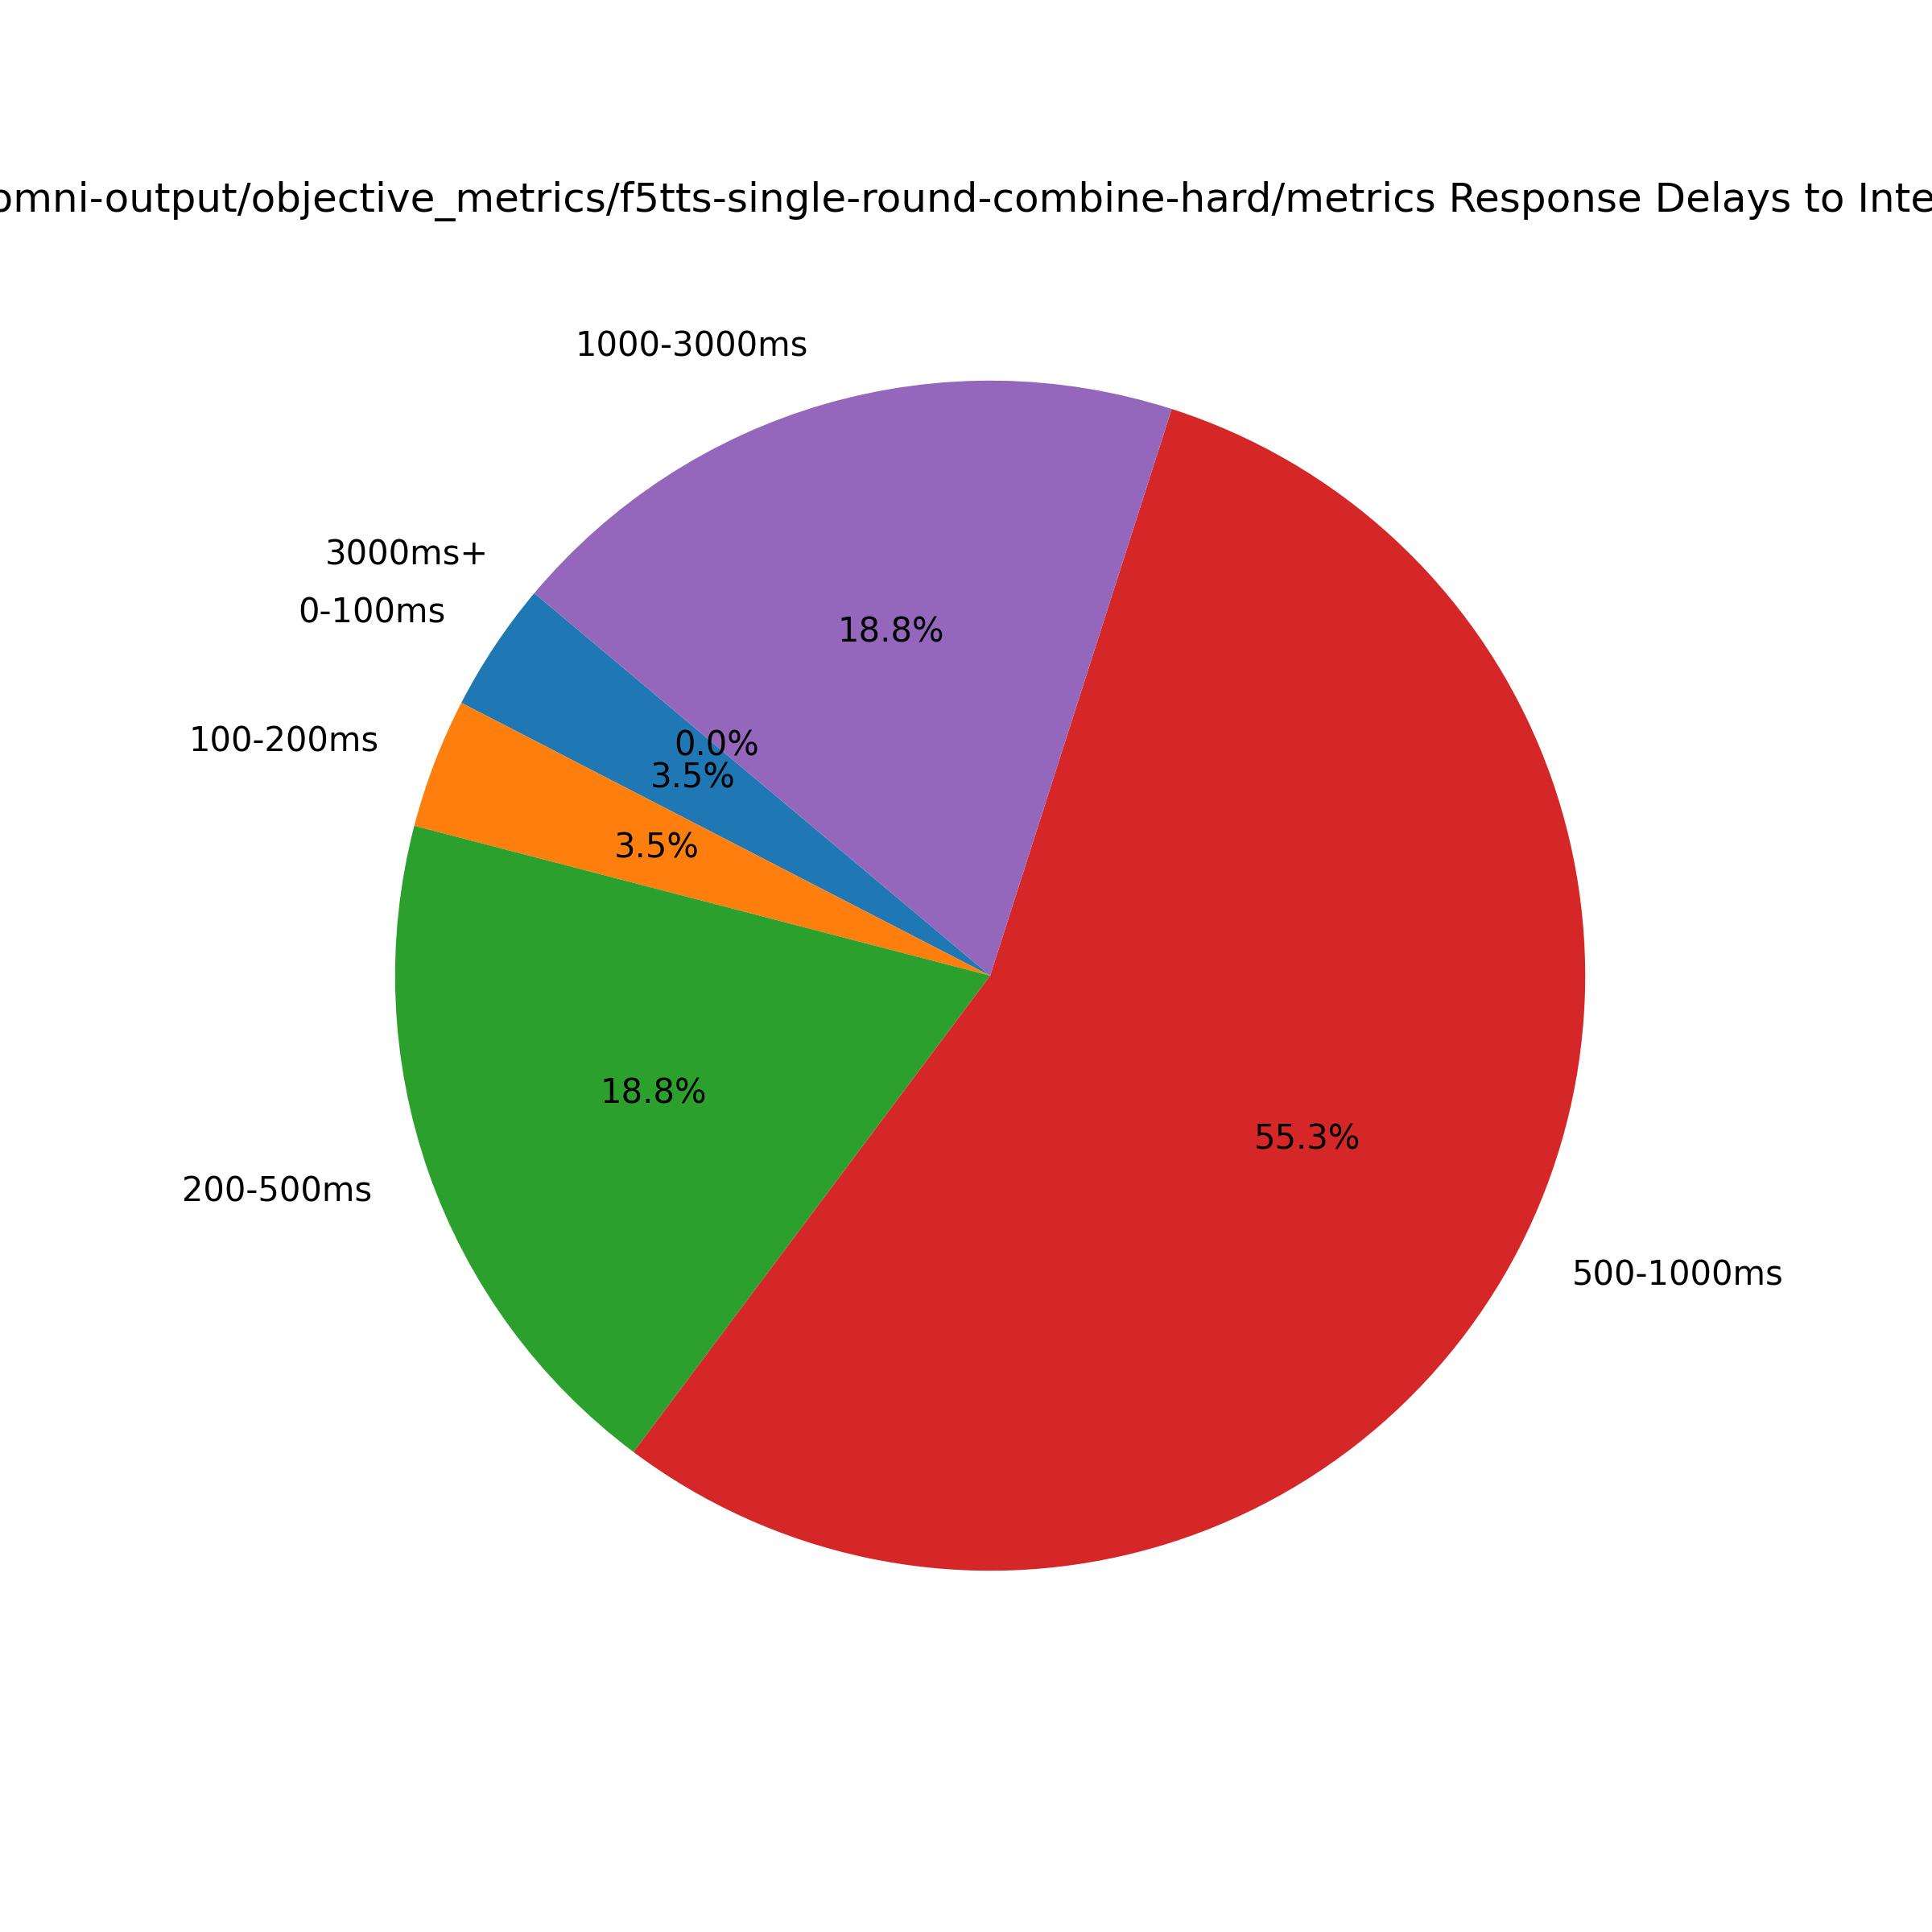 omni-output/objective_metrics/f5tts-single-round-combine-hard/metrics Response Delays to Inte
1000-3000ms
3000ms+
0-100ms
18.8%
100-200ms
0.0%
3.5%
3.5%
18.8%
55.3%
200-500ms
500-1000ms